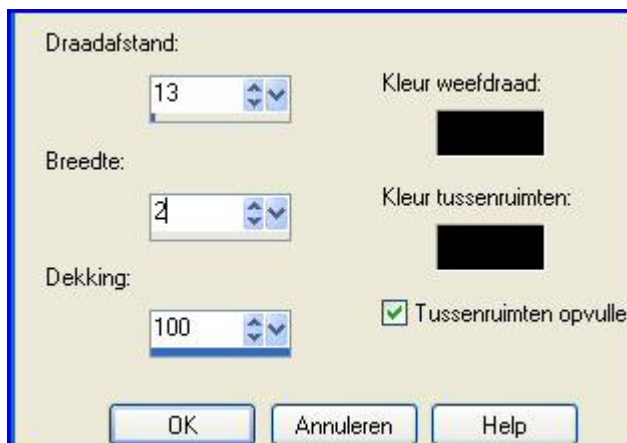 Draadafstand:
13
Kleur weefdraad:
Breedte:
2
Kleur tussenruimten:
Dekking:
100
Tussenruimten opvulle
OK
Annuleren
Help